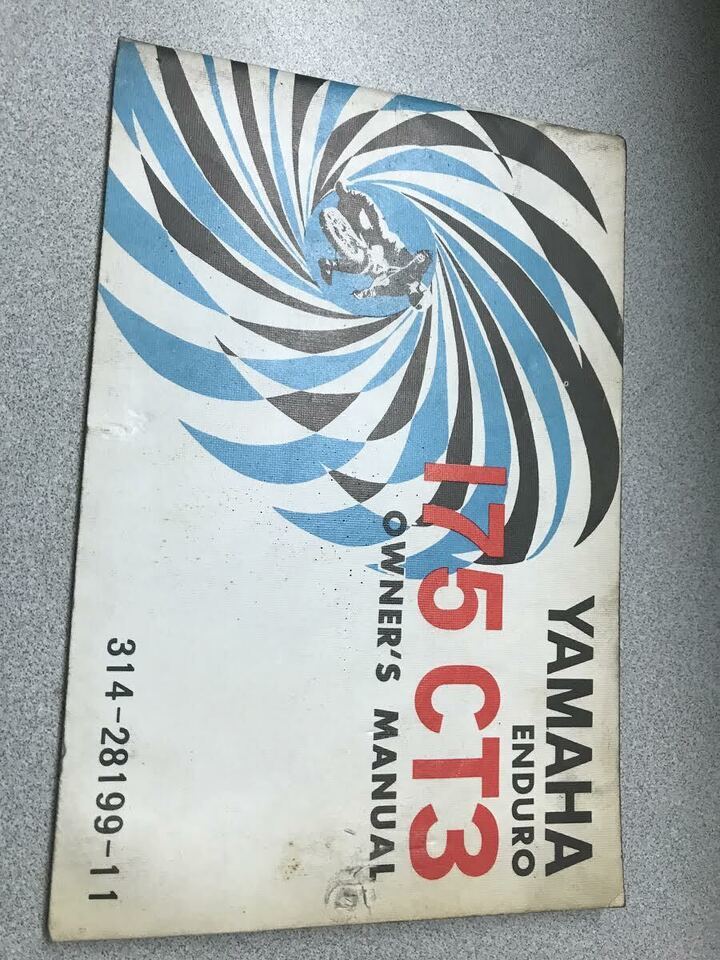 YAMAHA
ENDURO
175 CT3
OWNER'S MANUAL
314-28199-11